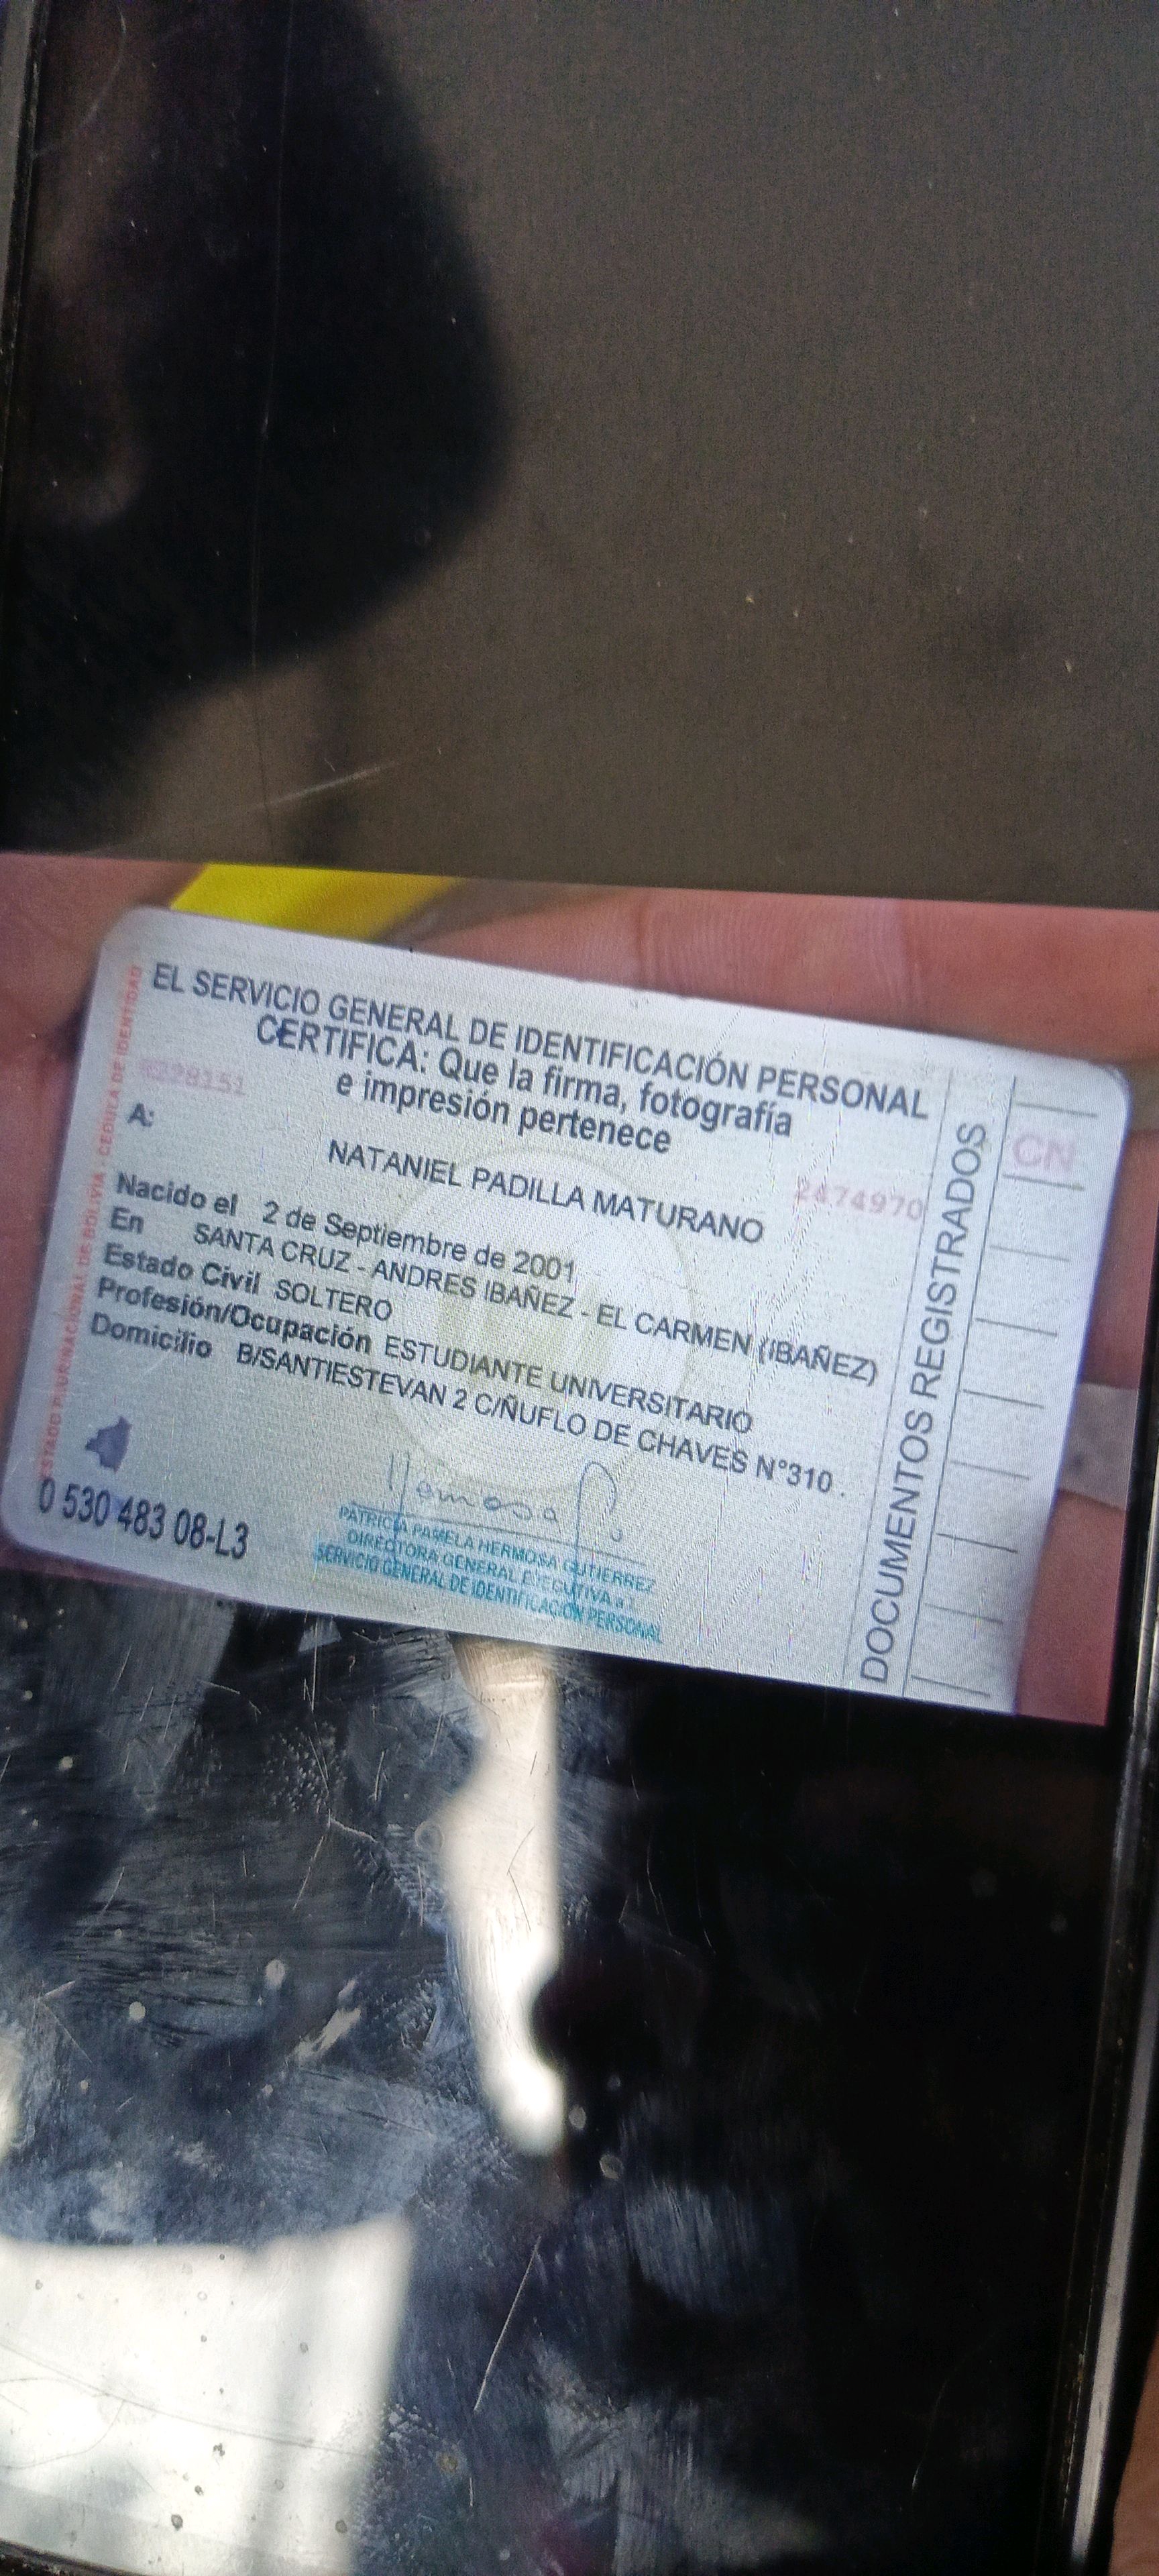 EL SERVICIO GENERAL DE IDENTIFICACIÓN PERSONAL
CERTIFICA: Que la firma, fotografía
e impresión pertenece
A:
NATANIEL PADILLA MATURANO
2474970
Nacido el 2 de Septiembre de 2001
En SANTA CRUZ - ANDRES IBAÑEZ - EL CARMEN (IBAÑEZ)
Estado Civil SOLTERO
Profesión/Ocupación ESTUDIANTE UNIVERSITARIO
Domicilio B/SANTIESTEVAN 2 C/ÑUFLO DE CHAVES N°310 .
0 530 483 08-L3
PATRICIA PAMELA HERMOSA GUTIERREZ
DIRECTORA GENERAL EJECUTIVA a.i.
SERVICIO GENERAL DE IDENTIFICACIÓN PERSONAL
ESTADO PLURINACIONAL DE BOLIVIA - CEDULA DE IDENTIDAD
DOCUMENTOS REGISTRADOS
CN